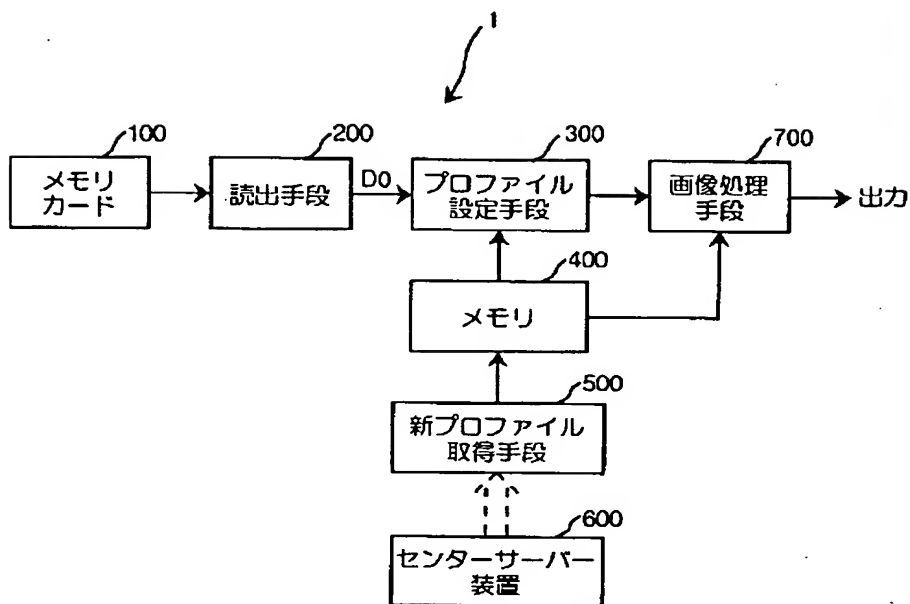 1
100
メモリ
カード
200
読出手段
D0
300
プロファイル
設定手段
700
画像処理
手段
出力
400
メモリ
500
新プロファイル
取得手段
600
センターサーバー
装置